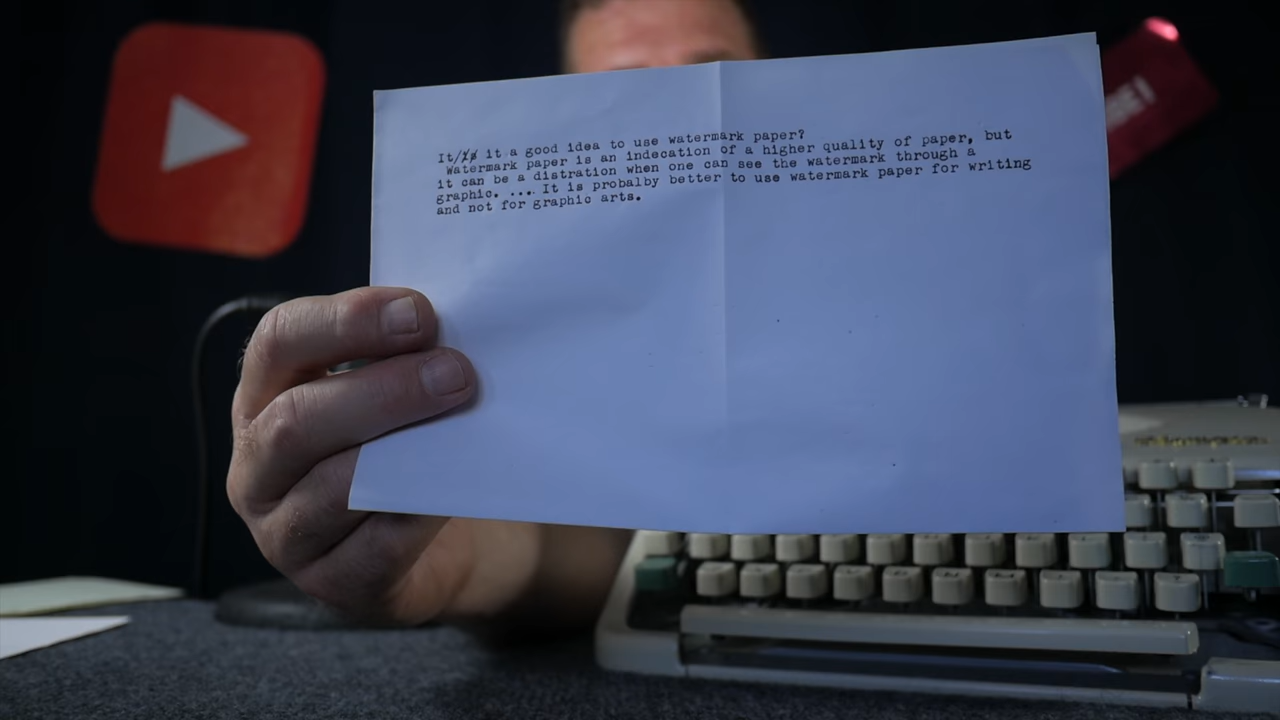 It/ it a good idea to use watermark paper?
Watermark paper is an indecation of a higher quality of paper, but
it can be a distration when one can see the watermark through a
graphic. ... It is probalby better to use watermark paper for writing
and not for graphic arts.